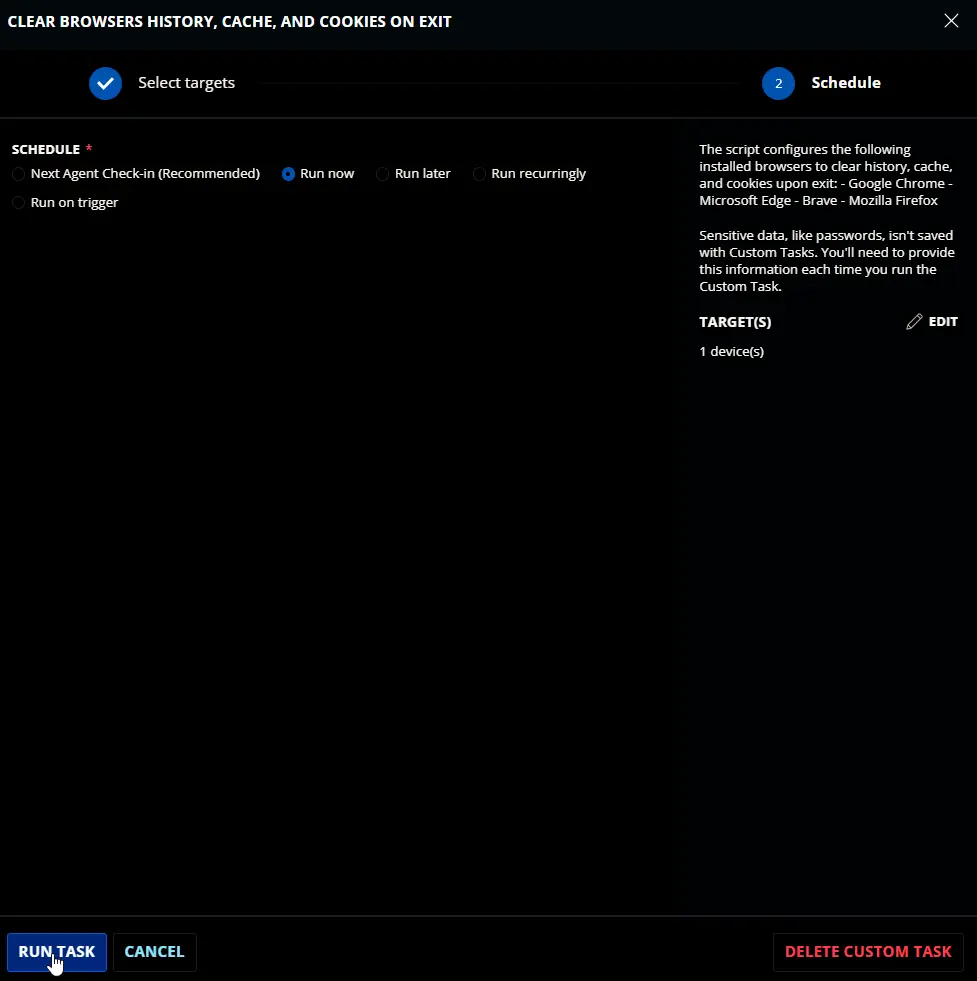 CLEAR BROWSERS HISTORY, CACHE, AND COOKIES ON EXIT
Select targets
2 Schedule
SCHEDULE *
Next Agent Check-in (Recommended) Run now Run later Run recurringly
Run on trigger
The script configures the following
installed browsers to clear history, cache,
and cookies upon exit: - Google Chrome -
Microsoft Edge - Brave - Mozilla Firefox
Sensitive data, like passwords, isn't saved
with Custom Tasks. You'll need to provide
this information each time you run the
Custom Task.
TARGET(S) EDIT
1 device(s)
RUN TASK CANCEL DELETE CUSTOM TASK